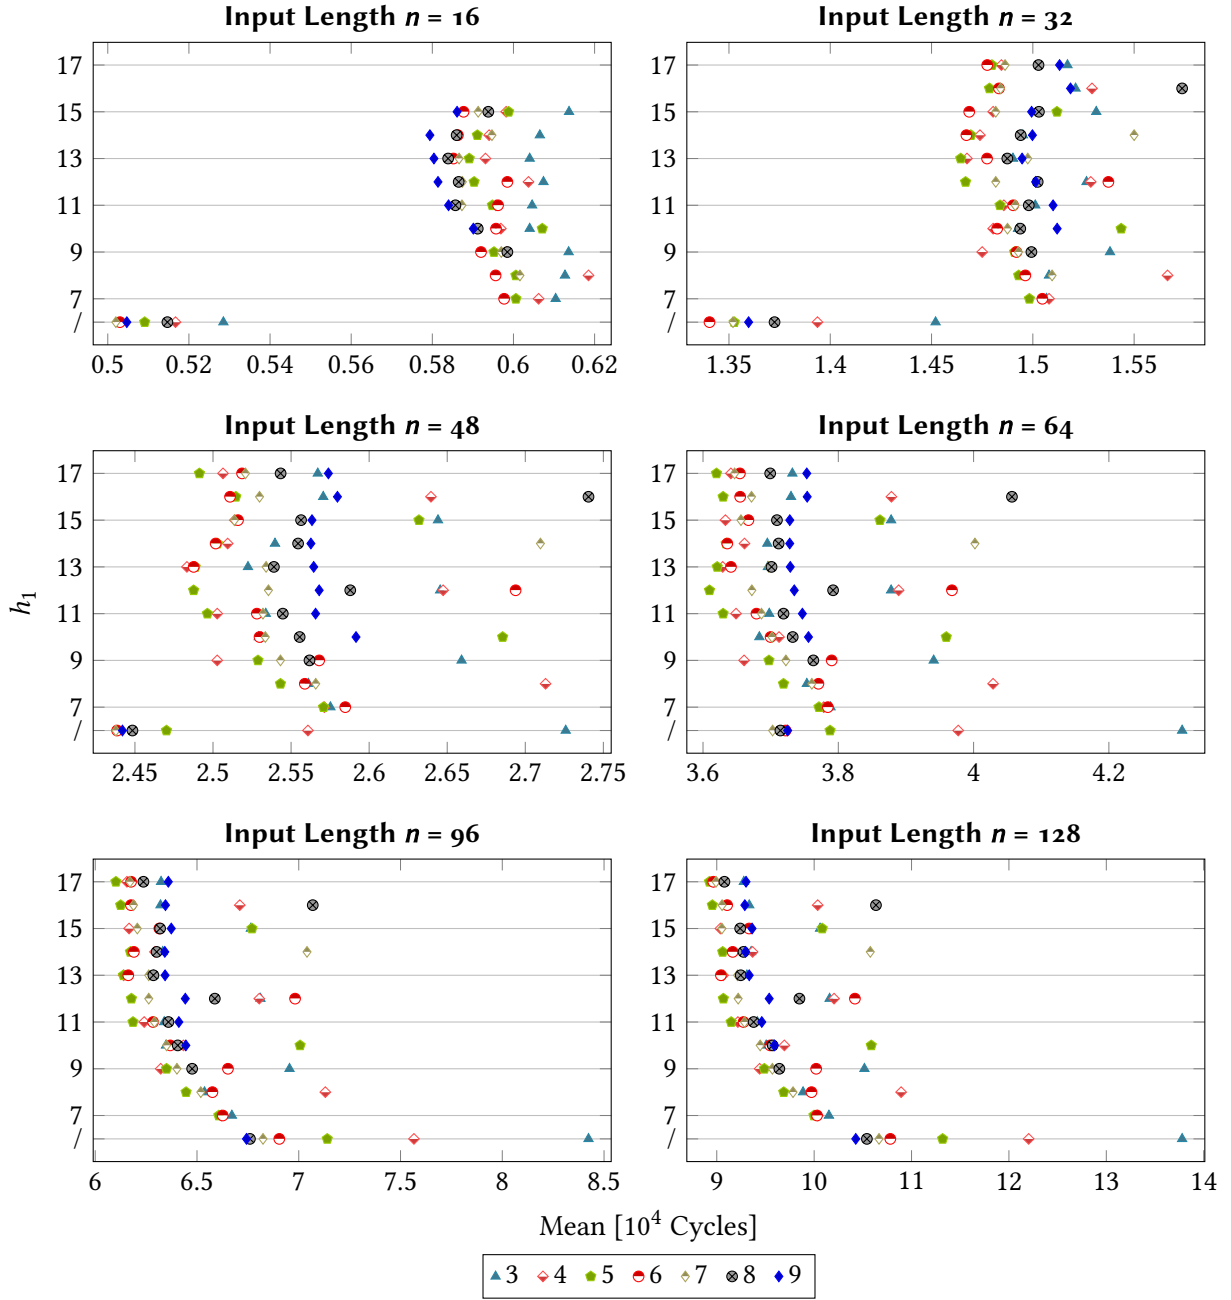 Input Length n = 16
Input Length n = 32
17
15
13
11
9
7
/
0.5 0.52 0.54 0.56 0.58 0.6 0.62
17
15
13
11
9
7
/
1.35 1.4 1.45 1.5 1.55
Input Length n = 48
Input Length n = 64
h1
17
15
13
11
9
7
/
2.45 2.5 2.55 2.6 2.65 2.7 2.75
17
15
13
11
9
7
/
3.6 3.8 4 4.2
Input Length n = 96
Input Length n = 128
17
15
13
11
9
7
/
6 6.5 7 7.5 8 8.5
17
15
13
11
9
7
/
9 10 11 12 13 14
Mean [10⁴ Cycles]
3 4 5 6 7 8 9